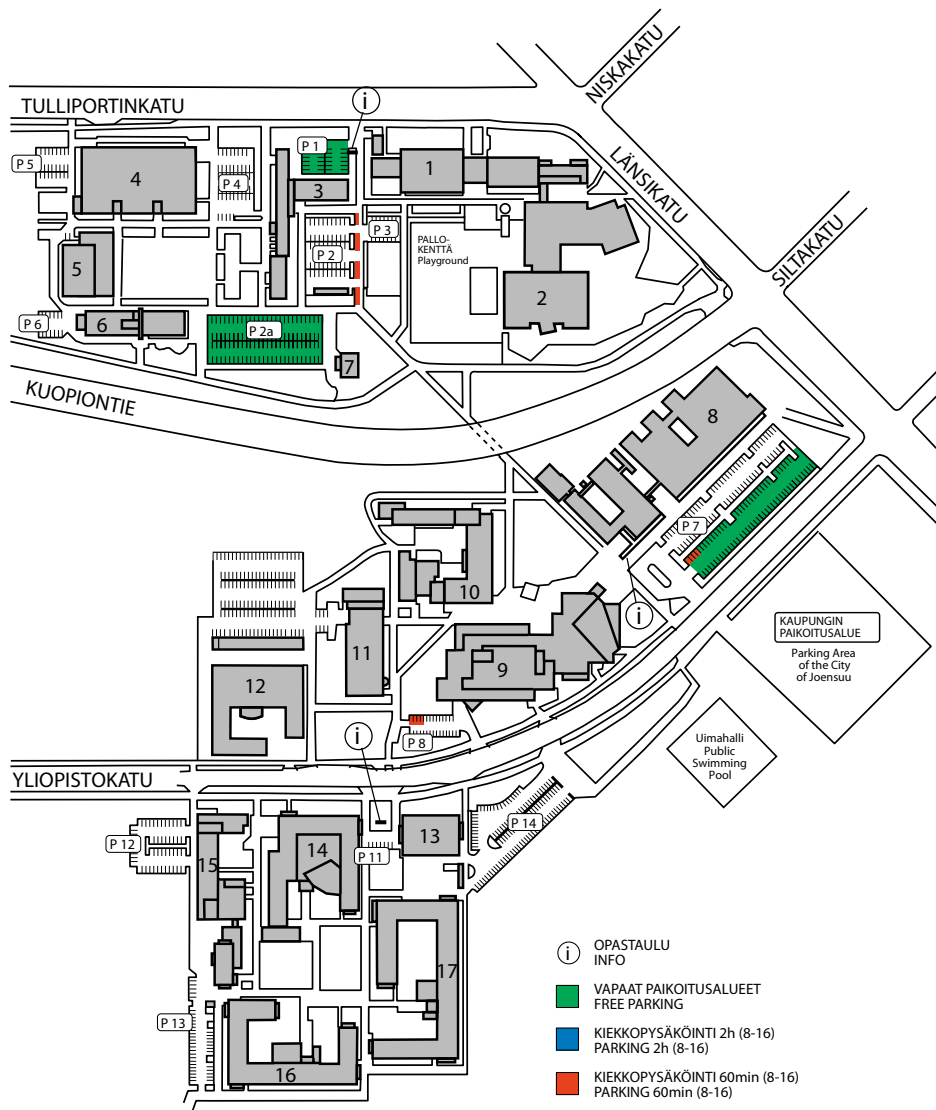 NISKAKATU
TULLIPORTINKATU
i
P 1
P 5
4
P 4
3
1
LÄNSIKATU
P 3
PALLO-
KENTTÄ
Playground
P 2
5
2
SILTAKATU
P 6
6
P 2a
7
KUOPIONTIE
8
P 7
10
i
KAUPUNGIN
PAIKOITUSALUE
Parking Area
of the City
of Joensuu
11
9
12
i
P 8
Uimahalli
Public
Swimming
Pool
YLIOPISTOKATU
P 12
15
14
P 11
13
P 14
17
P 13
16
i
OPASTAULU
INFO
VAPAAT PAIKOITUSALUEET
FREE PARKING
KIEKKOPYSÄKÖINTI 2h (8-16)
PARKING 2h (8-16)
KIEKKOPYSÄKÖINTI 60min (8-16)
PARKING 60min (8-16)